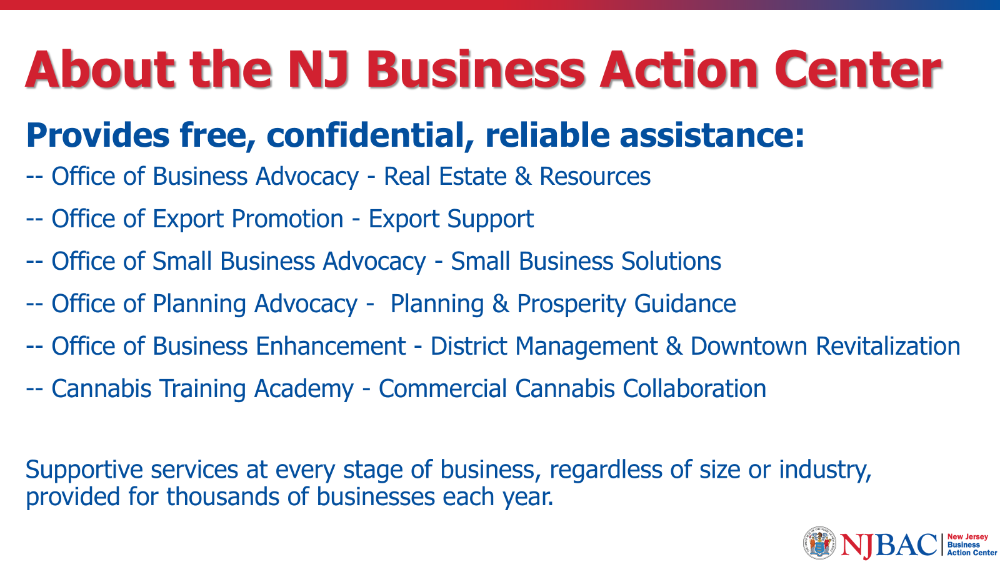 About the NJ Business Action Center
Provides free, confidential, reliable assistance:
-- Office of Business Advocacy - Real Estate & Resources
-- Office of Export Promotion - Export Support
-- Office of Small Business Advocacy - Small Business Solutions
-- Office of Planning Advocacy -  Planning & Prosperity Guidance
-- Office of Business Enhancement - District Management & Downtown Revitalization
-- Cannabis Training Academy - Commercial Cannabis Collaboration
Supportive services at every stage of business, regardless of size or industry,
provided for thousands of businesses each year.
NJBAC
New Jersey
Business
Action Center